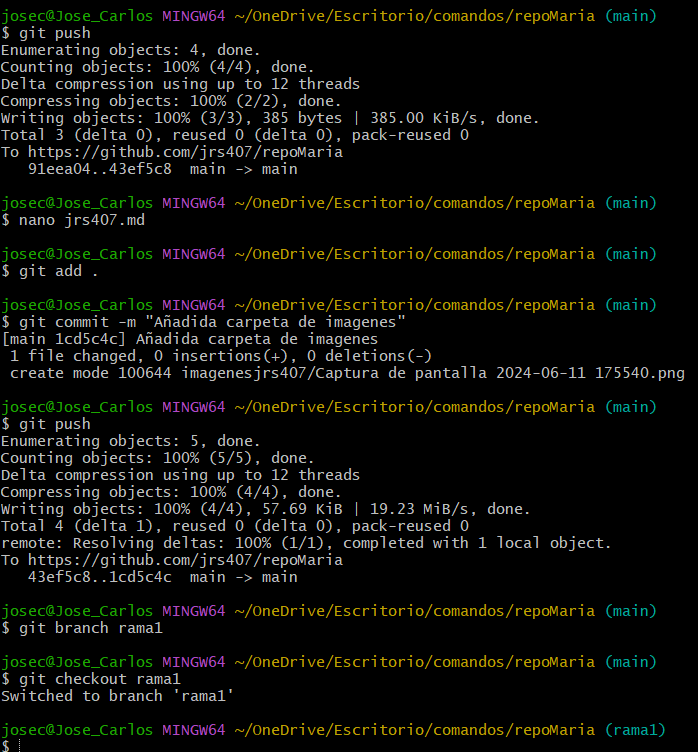 josec@Jose_Carlos MINGW64 ~/OneDrive/Escritorio/comandos/repoMaria (main)
$ git push
Enumerating objects: 4, done.
Counting objects: 100% (4/4), done.
Delta compression using up to 12 threads
Compressing objects: 100% (2/2), done.
Writing objects: 100% (3/3), 385 bytes | 385.00 KiB/s, done.
Total 3 (delta 0), reused 0 (delta 0), pack-reused 0
To https://github.com/jrs407/repoMaria
   91eea04..43ef5c8  main -> main

josec@Jose_Carlos MINGW64 ~/OneDrive/Escritorio/comandos/repoMaria (main)
$ nano jrs407.md

josec@Jose_Carlos MINGW64 ~/OneDrive/Escritorio/comandos/repoMaria (main)
$ git add .

josec@Jose_Carlos MINGW64 ~/OneDrive/Escritorio/comandos/repoMaria (main)
$ git commit -m "Añadida carpeta de imagenes"
[main 1cd5c4c] Añadida carpeta de imagenes
 1 file changed, 0 insertions(+), 0 deletions(-)
 create mode 100644 imagenesjrs407/Captura de pantalla 2024-06-11 175540.png

josec@Jose_Carlos MINGW64 ~/OneDrive/Escritorio/comandos/repoMaria (main)
$ git push
Enumerating objects: 5, done.
Counting objects: 100% (5/5), done.
Delta compression using up to 12 threads
Compressing objects: 100% (4/4), done.
Writing objects: 100% (4/4), 57.69 KiB | 19.23 MiB/s, done.
Total 4 (delta 1), reused 0 (delta 0), pack-reused 0
remote: Resolving deltas: 100% (1/1), completed with 1 local object.
To https://github.com/jrs407/repoMaria
   43ef5c8..1cd5c4c  main -> main

josec@Jose_Carlos MINGW64 ~/OneDrive/Escritorio/comandos/repoMaria (main)
$ git branch rama1

josec@Jose_Carlos MINGW64 ~/OneDrive/Escritorio/comandos/repoMaria (main)
$ git checkout rama1
Switched to branch 'rama1'

josec@Jose_Carlos MINGW64 ~/OneDrive/Escritorio/comandos/repoMaria (rama1)
$